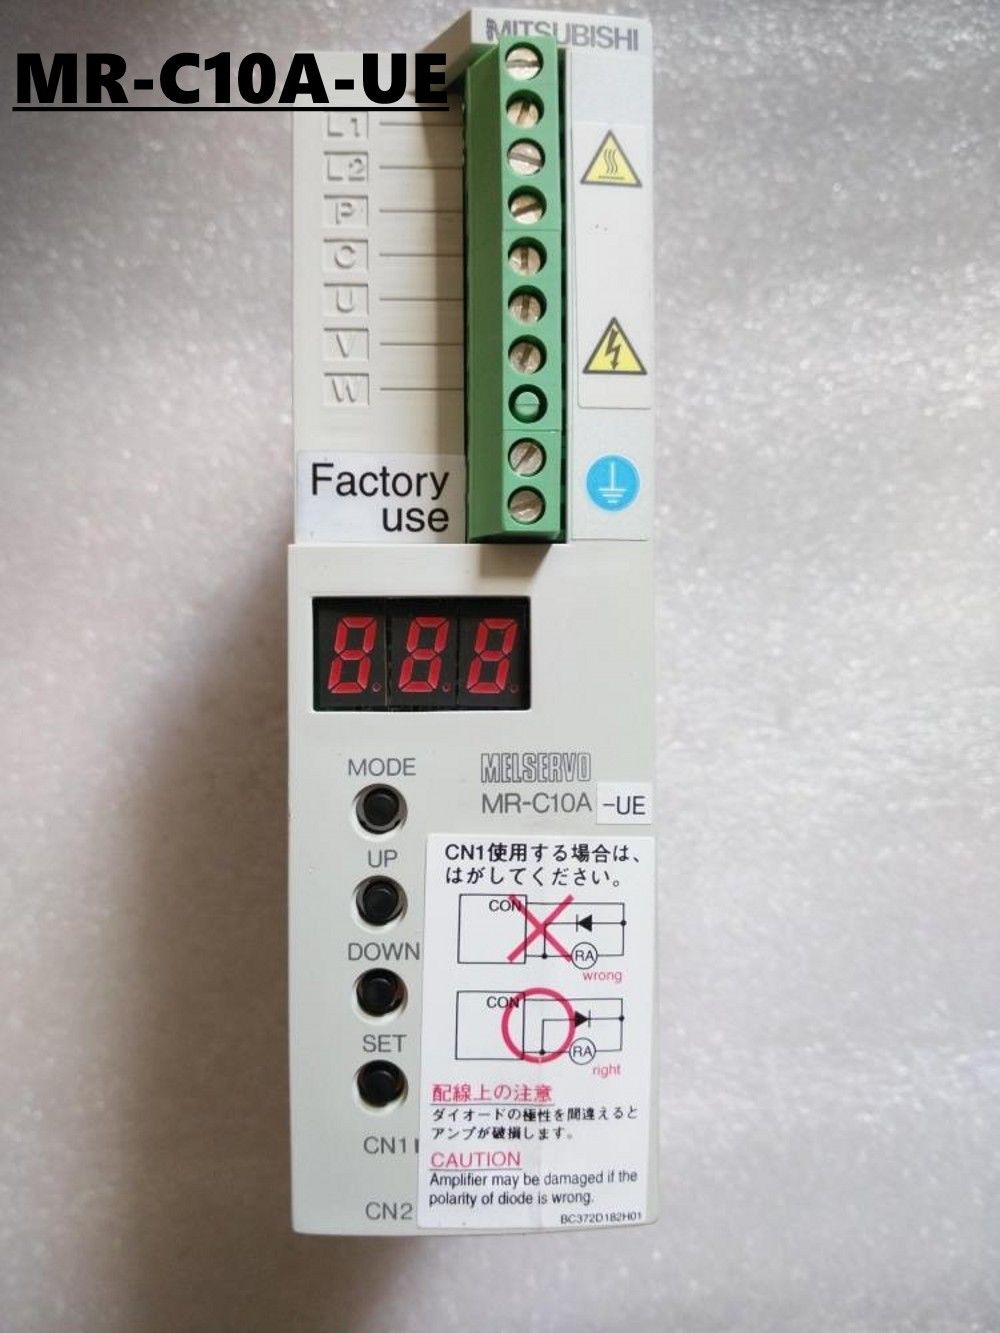 MITSUBISHI
MR-C10A-UE
L1
L2
P
C
U
V
W
Factory
use
888
MODE
MELSERVO
MR-C10A -UE
UP
DOWN
SET
CN1
CN2
CN1使用する場合は、
はがしてください。
CON
RA
wrong
CON
RA
right
配線上の注意
ダイオードの極性を間違えると
アンプが破損します。
CAUTION
Amplifier may be damaged if the
polarity of diode is wrong.
BC372D182H01